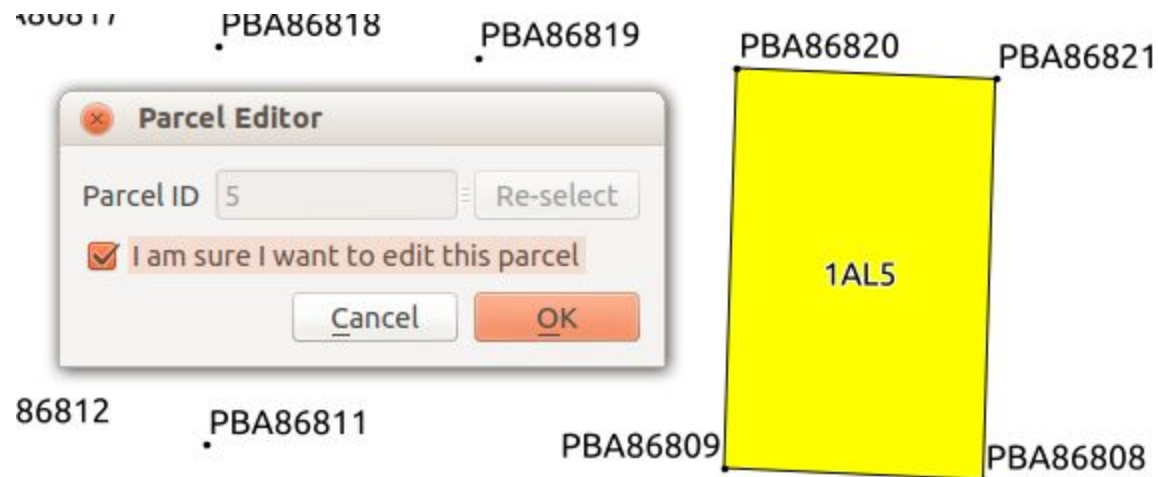 PBA86818
PBA86819
PBA86820
PBA86821
Parcel Editor
Parcel ID 5 Re-select
I am sure I want to edit this parcel
Cancel OK
1AL5
86812
PBA86811
PBA86809
PBA86808